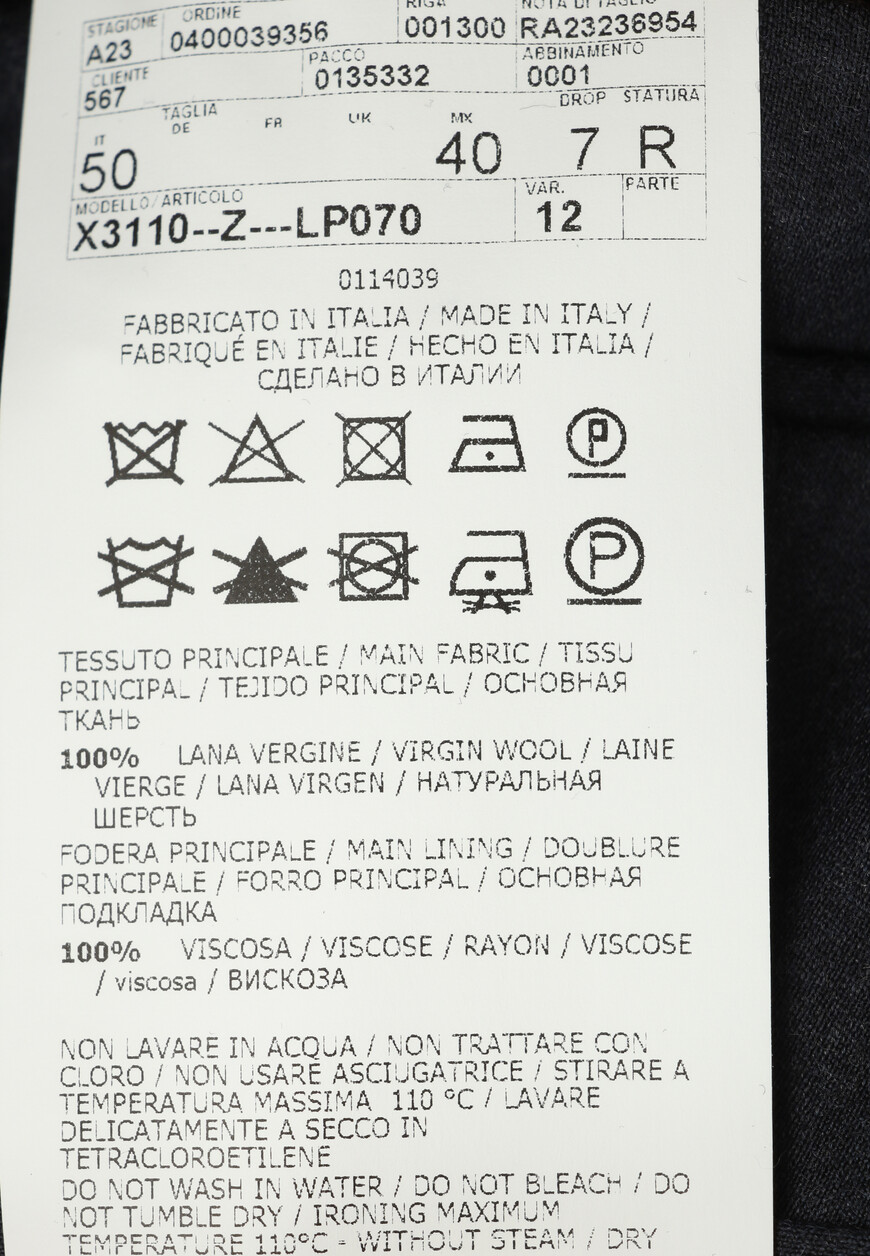 STAGIONE ORDINE RIGA NOTA DI TAGLIO
A23 0400039356 001300 RA23236954
CLIENTE PACCO ABBINAMENTO
567 0135332 0001
TAGLIA DROP STATURA
IT DE FR UK MX
50 40 7 R
MODELLO/ARTICOLO VAR. PARTE
X3110--Z---LP070 12
0114039
FABBRICATO IN ITALIA / MADE IN ITALY /
FABRIQUÉ EN ITALIE / HECHO EN ITALIA /
СДЕЛАНО В ИТАЛИИ
P
P
TESSUTO PRINCIPALE / MAIN FABRIC / TISSU
PRINCIPAL / TEJIDO PRINCIPAL / ОСНОВНАЯ
ТКАНЬ
100% LANA VERGINE / VIRGIN WOOL / LAINE
VIERGE / LANA VIRGEN / НАТУРАЛЬНАЯ
ШЕРСТЬ
FODERA PRINCIPALE / MAIN LINING / DOUBLURE
PRINCIPALE / FORRO PRINCIPAL / ОСНОВНАЯ
ПОДКЛАДКА
100% VISCOSA / VISCOSE / RAYON / VISCOSE
/ viscosa / ВИСКОЗА
NON LAVARE IN ACQUA / NON TRATTARE CON
CLORO / NON USARE ASCIUGATRICE / STIRARE A
TEMPERATURA MASSIMA 110 °C / LAVARE
DELICATAMENTE A SECCO IN
TETRACLOROETILENE
DO NOT WASH IN WATER / DO NOT BLEACH / DO
NOT TUMBLE DRY / IRONING MAXIMUM
TEMPERATURE 110°C - WITHOUT STEAM / DRY